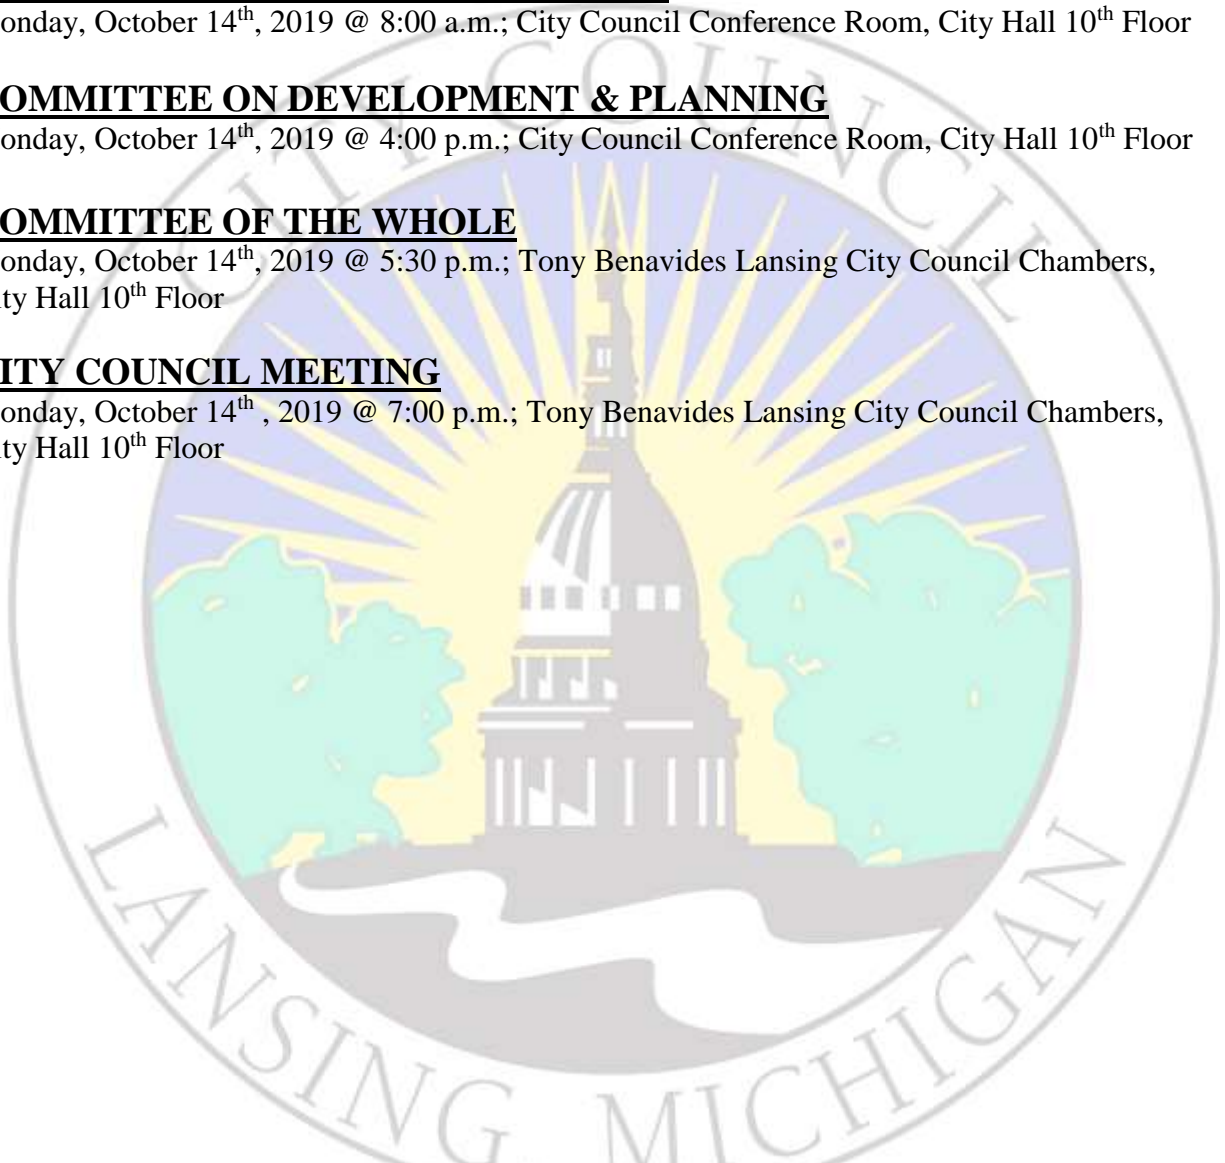 onday, October 14th, 2019 @ 8:00 a.m.; City Council Conference Room, City Hall 10th Floor
OMMITTEE ON DEVELOPMENT & PLANNING
onday, October 14th, 2019 @ 4:00 p.m.; City Council Conference Room, City Hall 10th Floor
OMMITTEE OF THE WHOLE
onday, October 14th, 2019 @ 5:30 p.m.; Tony Benavides Lansing City Council Chambers,
ty Hall 10th Floor
ITY COUNCIL MEETING
onday, October 14th , 2019 @ 7:00 p.m.; Tony Benavides Lansing City Council Chambers,
ty Hall 10th Floor
CITY COUNCIL
LANSING MICHIGAN